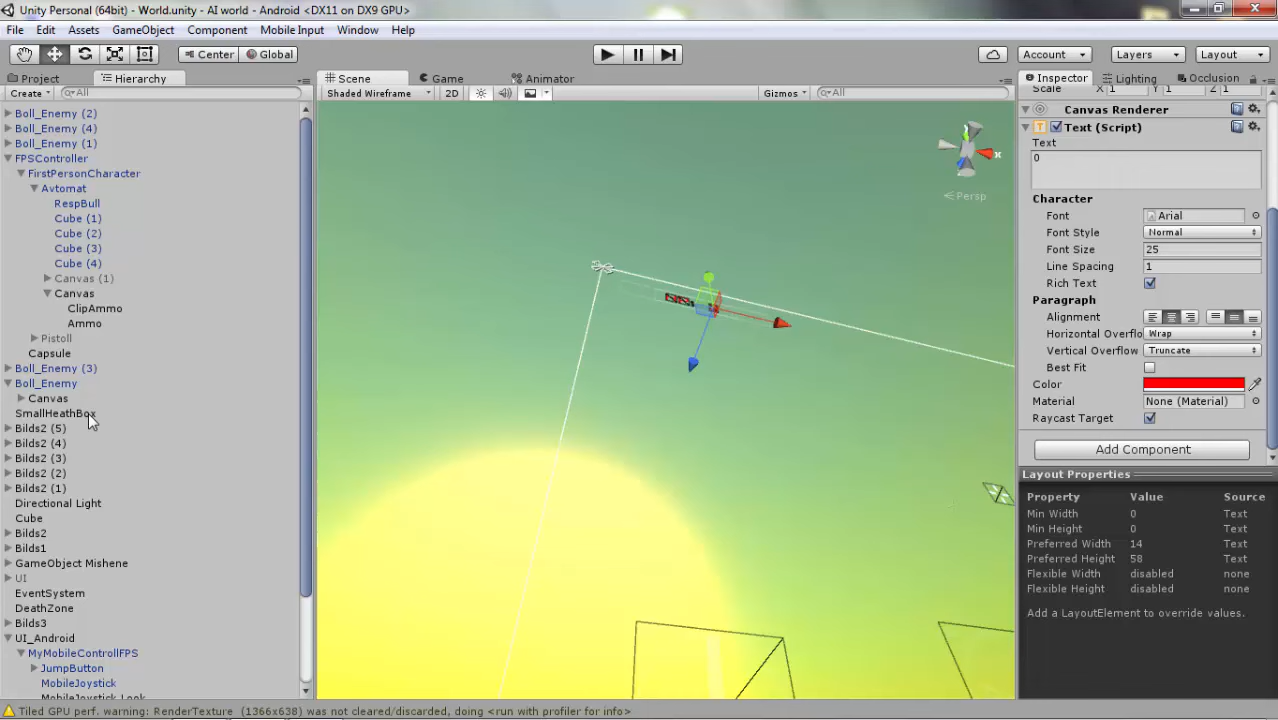 Unity Personal (64bit) - World.unity - AI world - Android <DX11 on DX9 GPU>
File Edit Assets GameObject Component Mobile Input Window Help
Center Global Account Layers Layout
Project Hierarchy Scene Game Animator Inspector Lighting Occlusion
Create All Shaded Wireframe 2D Gizmos All Scale X 1 Y 1 Z 1
Boll_Enemy (2)
Boll_Enemy (4)
Boll_Enemy (1)
FPSController
FirstPersonCharacter
Avtomat
RespBull
Cube (1)
Cube (2)
Cube (3)
Cube (4)
Canvas (1)
Canvas
ClipAmmo
Ammo
Pistoll
Capsule
Boll_Enemy (3)
Boll_Enemy
Canvas
SmallHeathBox
Bilds2 (5)
Bilds2 (4)
Bilds2 (3)
Bilds2 (2)
Bilds2 (1)
Directional Light
Cube
Bilds2
Bilds1
GameObject Mishene
UI
EventSystem
DeathZone
Bilds3
UI_Android
MyMobileControllFPS
JumpButton
MobileJoystick
MobileJoystick Look
y
x
Persp
Canvas Renderer
Text (Script)
Text
0
Character
Font Arial
Font Style Normal
Font Size 25
Line Spacing 1
Rich Text
Paragraph
Alignment
Horizontal Overflo Wrap
Vertical Overflow Truncate
Best Fit
Color
Material None (Material)
Raycast Target
Add Component
Layout Properties
Property Value Source
Min Width 0 Text
Min Height 0 Text
Preferred Width 14 Text
Preferred Height 58 Text
Flexible Width disabled none
Flexible Height disabled none
Add a LayoutElement to override values.
Tiled GPU perf. warning: RenderTexture (1366x638) was not cleared/discarded, doing <run with profiler for info>